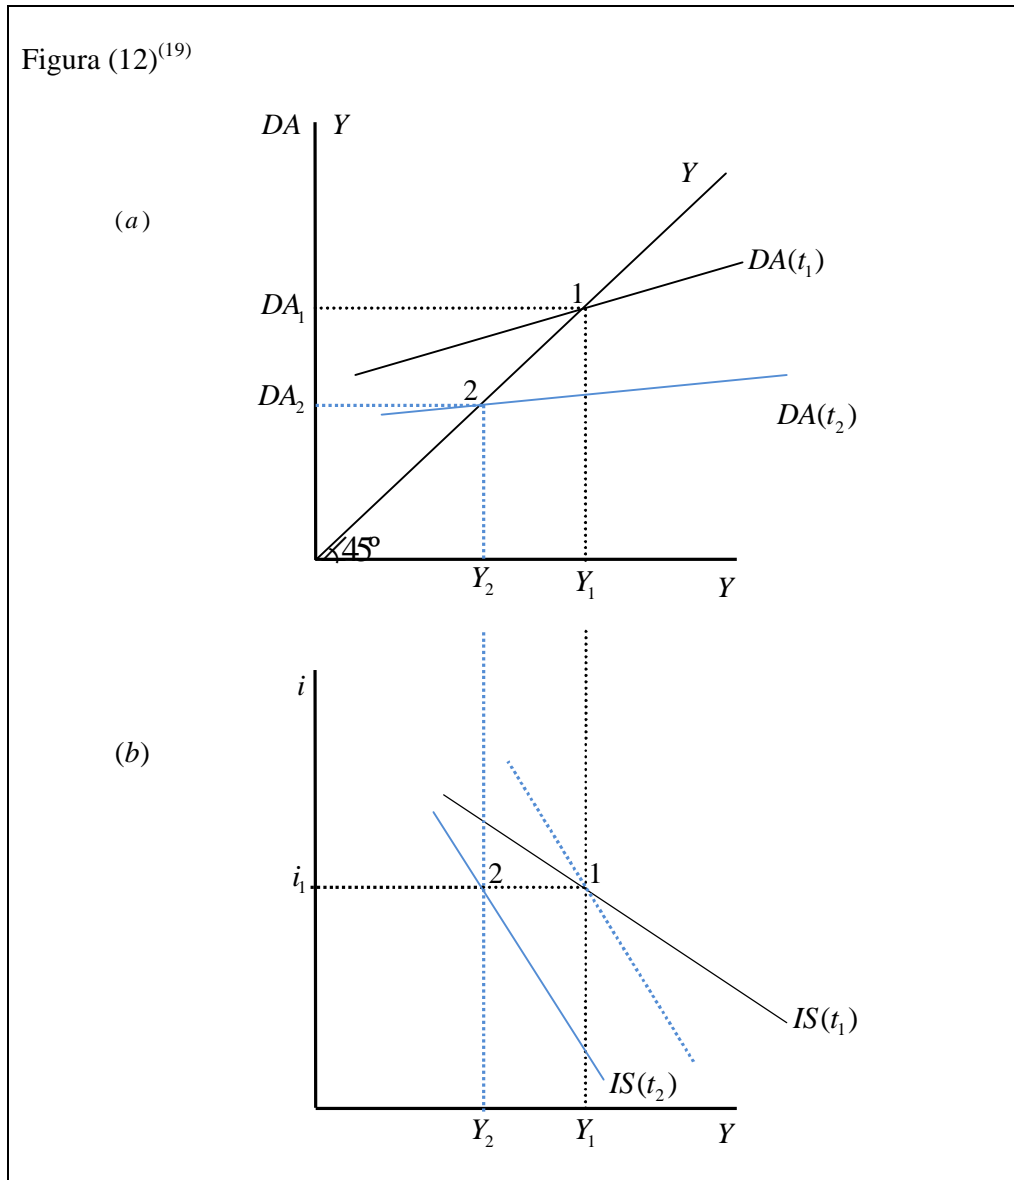 Figura (12)(19)
DA Y
Y
(a)
DA(t₁)
DA₁
1
DA₂
2
DA(t₂)
45º
Y₂ Y₁ Y
i
(b)
i₁
2 1
IS(t₁)
IS(t₂)
Y₂ Y₁ Y